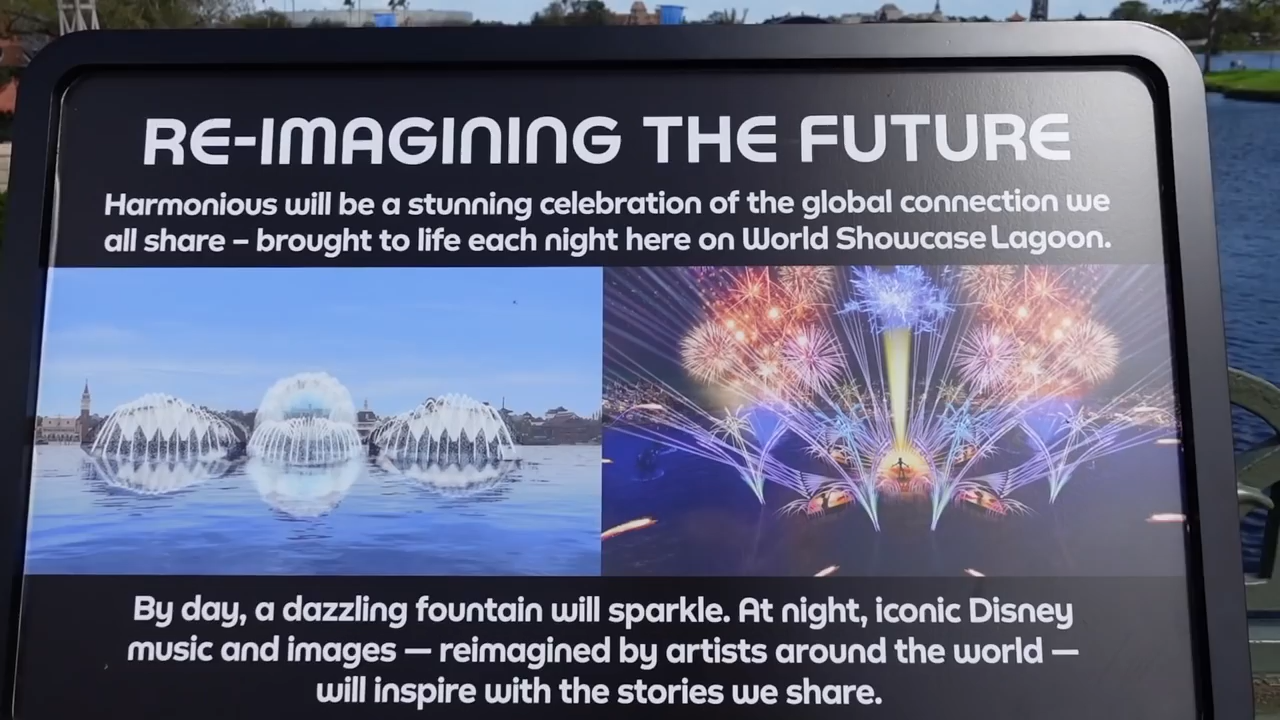 RE-IMAGINING THE FUTURE
Harmonious will be a stunning celebration of the global connection we
all share – brought to life each night here on World Showcase Lagoon.
By day, a dazzling fountain will sparkle. At night, iconic Disney
music and images — reimagined by artists around the world —
will inspire with the stories we share.